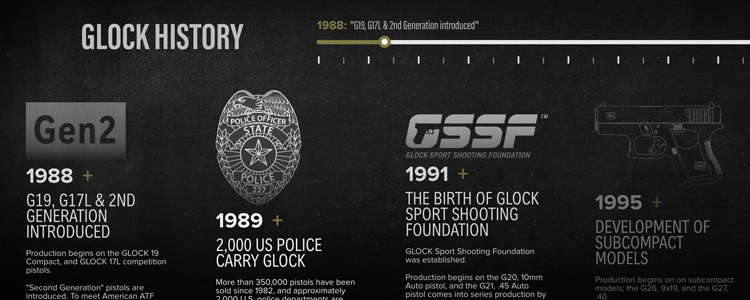 GLOCK HISTORY
1988: "G19, G17L & 2nd Generation introduced"
Gen2
1988 +
G19, G17L & 2ND
GENERATION
INTRODUCED
Production begins on the GLOCK 19
Compact, and GLOCK 17L competition
pistols.
"Second Generation" pistols are
introduced. To meet American ATF
POLICE OFFICER
STATE
POLICE
227
1989 +
2,000 US POLICE
CARRY GLOCK
More than 350,000 pistols have been
sold since 1982, and approximately
2,000 U.S. police departments are
GSSF™
GLOCK SPORT SHOOTING FOUNDATION
1991 +
THE BIRTH OF GLOCK
SPORT SHOOTING
FOUNDATION
GLOCK Sport Shooting Foundation
was established.
Production begins on the G20, 10mm
Auto pistol, and the G21, .45 Auto
pistol comes into series production by
1995 +
DEVELOPMENT OF
SUBCOMPACT
MODELS
Production begins on subcompact
models; the G26, 9x19, and the G27,
.40.